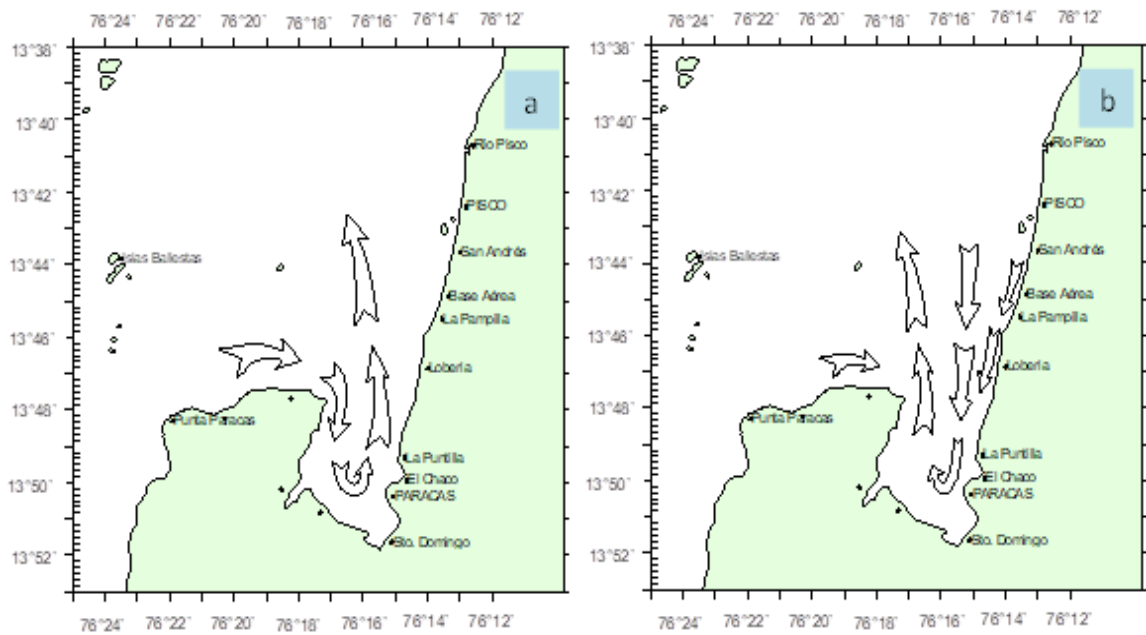 76°24' 76°22' 76°20' 76°18' 76°16' 76°14' 76°12'
13°38'
13°40'
13°42'
13°44'
13°46'
13°48'
13°50'
13°52'
a
Río Pisco
PISCO
San Andrés
Islas Ballestas
Base Aérea
La Pampilla
Lobería
Punta Paracas
La Puntilla
El Chaco
PARACAS
Sto. Domingo
76°24' 76°22' 76°20' 76°18' 76°16' 76°14' 76°12'
76°24' 76°22' 76°20' 76°18' 76°16' 76°14' 76°12'
13°38'
13°40'
13°42'
13°44'
13°46'
13°48'
13°50'
13°52'
b
Río Pisco
PISCO
San Andrés
Islas Ballestas
Base Aérea
La Pampilla
Lobería
Punta Paracas
La Puntilla
El Chaco
PARACAS
Sto. Domingo
76°24' 76°22' 76°20' 76°18' 76°16' 76°14' 76°12'